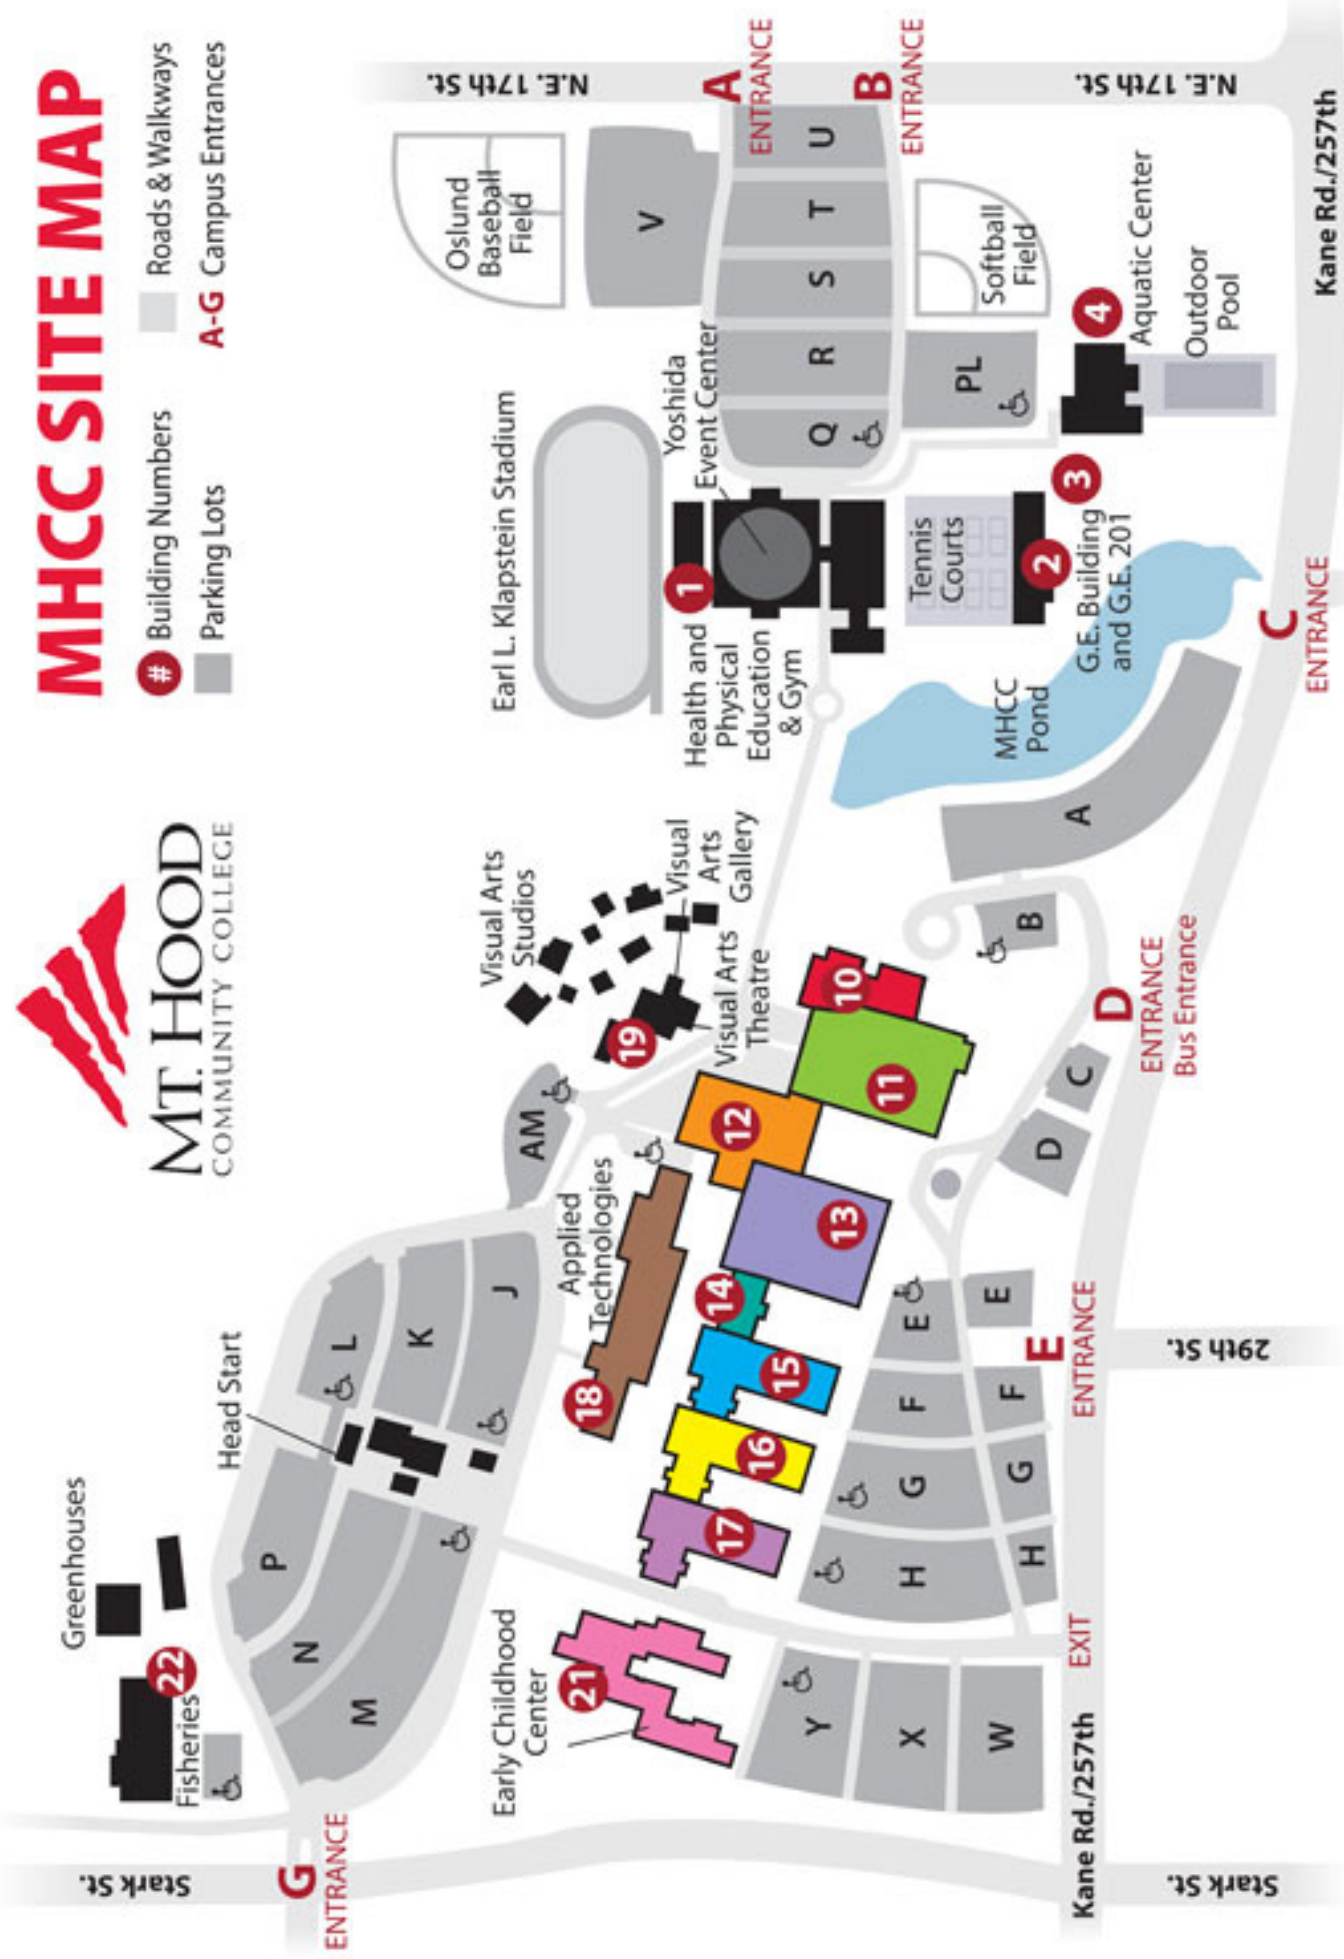 MHCC SITE MAP
# Building Numbers
Roads & Walkways
Parking Lots
A-G Campus Entrances
MT. HOOD
COMMUNITY COLLEGE
Greenhouses
22
Fisheries
Stark St.
G
ENTRANCE
Head Start
P
N
M
L
K
J
AM
Early Childhood
Center
21
Applied
Technologies
18
17
16
15
14
13
12
11
10
19
Visual Arts
Studios
Visual
Arts
Gallery
Visual Arts
Theatre
Earl L. Klapstein Stadium
Oslund
Baseball
Field
V
Yoshida
Event Center
1
Health and
Physical
Education
& Gym
Q
R
S
T
U
N.E. 17th St.
A
ENTRANCE
B
ENTRANCE
N.E. 17th St.
PL
Softball
Field
Tennis
Courts
2
3
G.E. Building
and G.E. 201
4
Aquatic Center
Outdoor
Pool
MHCC
Pond
A
B
C
D
E
F
G
H
E
F
G
H
Y
X
W
EXIT
E
ENTRANCE
29th St.
D
ENTRANCE
Bus Entrance
C
ENTRANCE
Kane Rd./257th
Kane Rd./257th
Stark St.